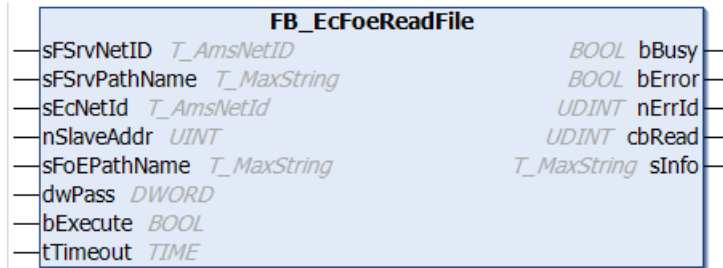 FB_EcFoeReadFile
sFSrvNetID T_AmsNetID BOOL bBusy
sFSrvPathName T_MaxString BOOL bError
sEcNetId T_AmsNetId UDINT nErrId
nSlaveAddr UINT UDINT cbRead
sFoEPathName T_MaxString T_MaxString sInfo
dwPass DWORD
bExecute BOOL
tTimeout TIME